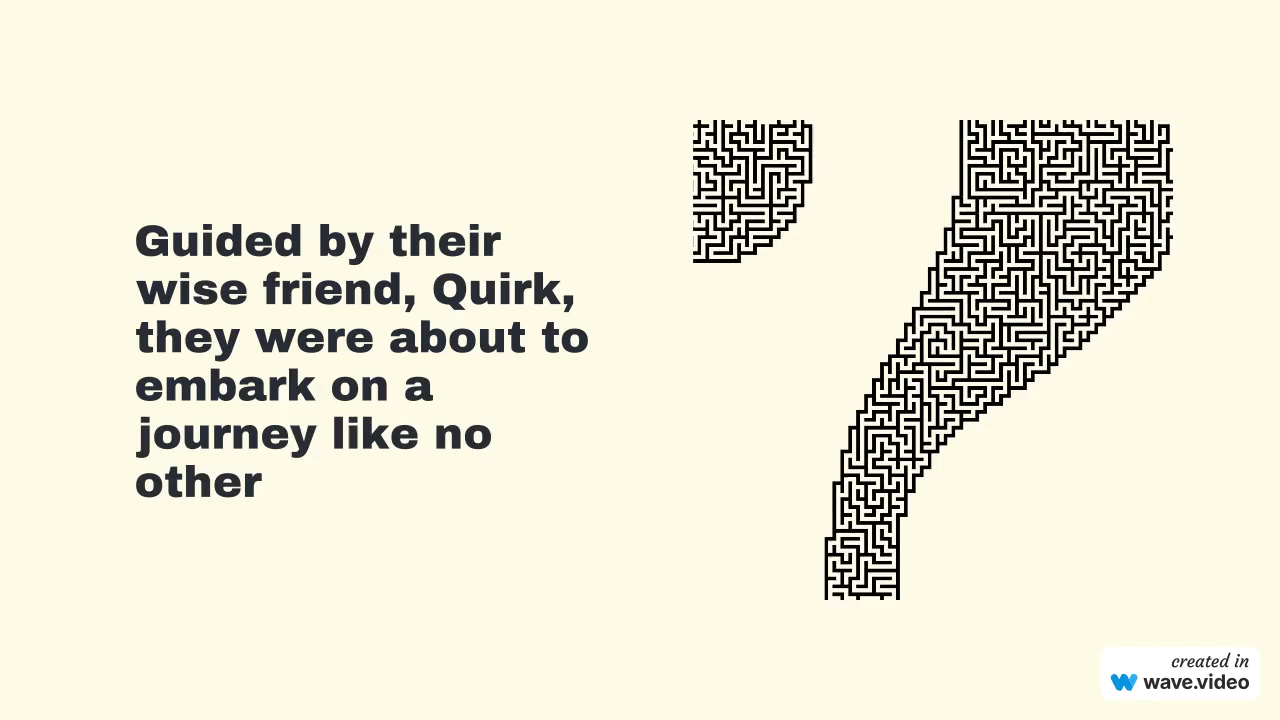 Guided by their
wise friend, Quirk,
they were about to
embark on a
journey like no
other
created in
wave.video